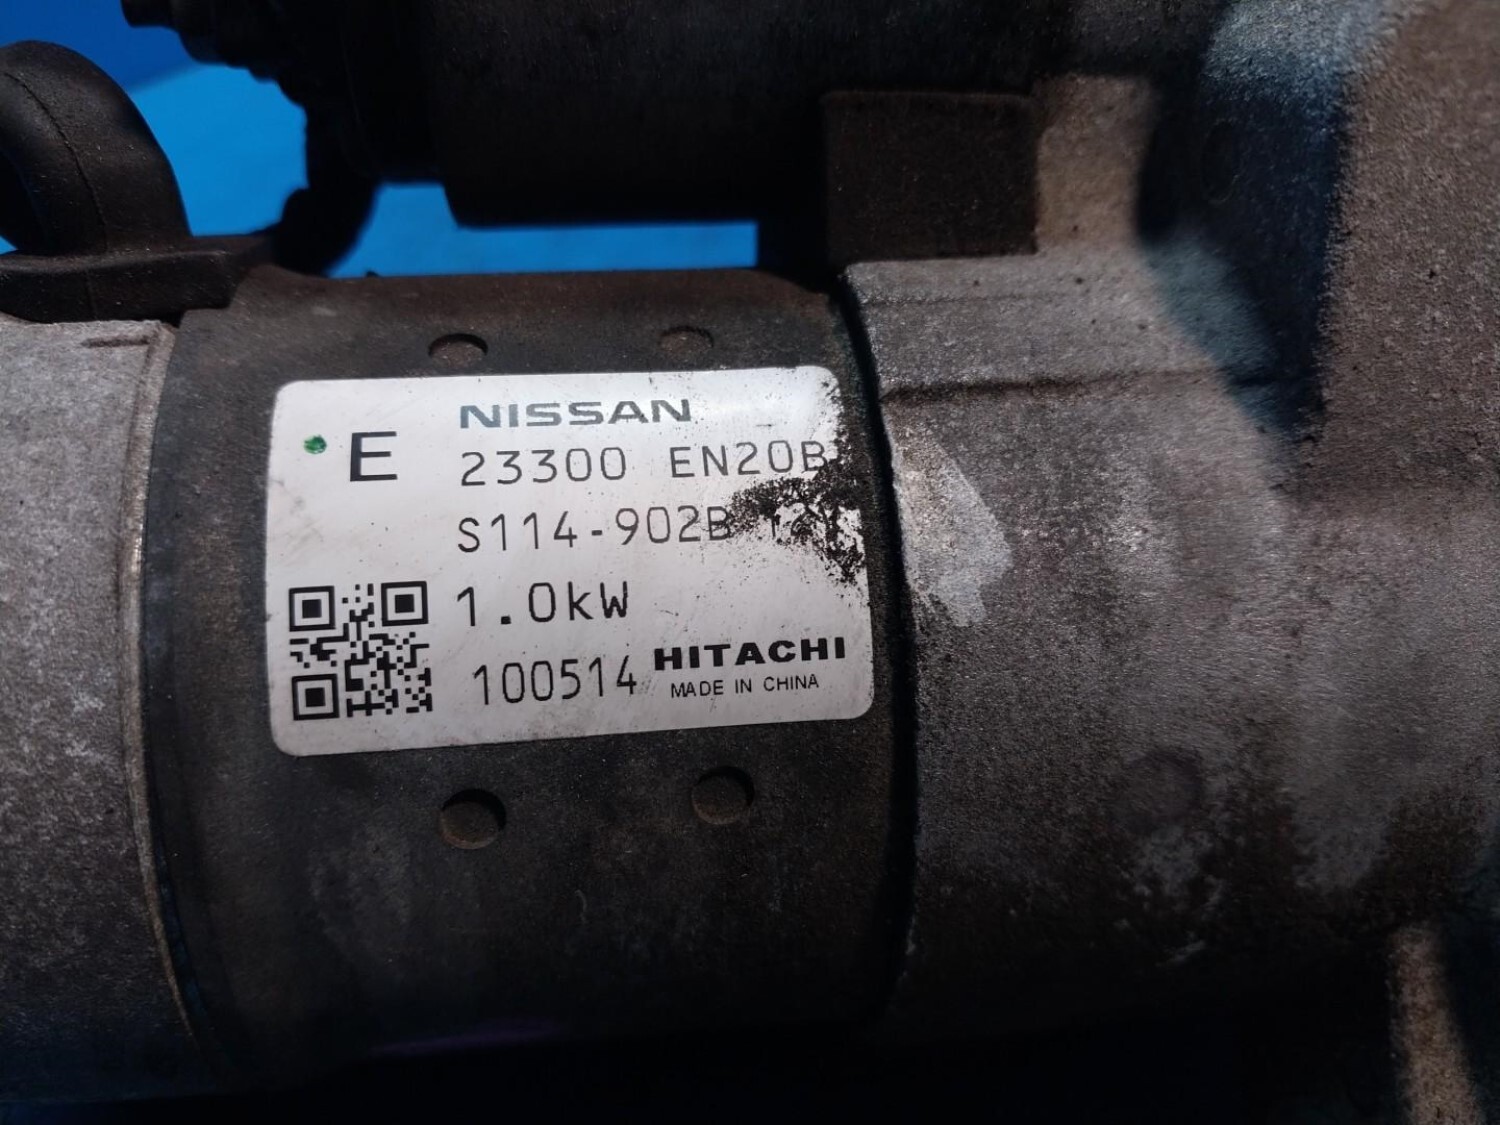 NISSAN
E 23300 EN20B
S114-902B
1.0kW
100514 HITACHI
MADE IN CHINA